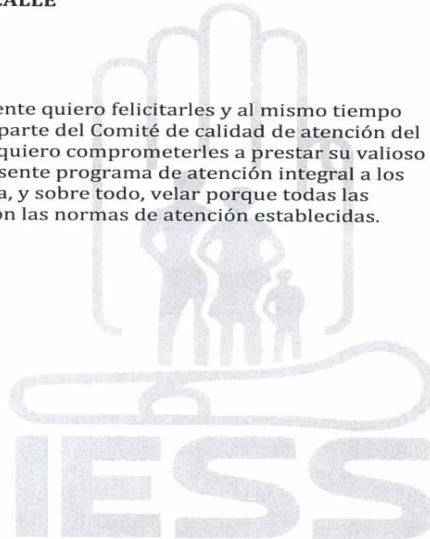 CALLE
ente quiero felicitarles y al mismo tiempo
parte del Comité de calidad de atención del
quiero comprometerles a prestar su valioso
sente programa de atención integral a los
a, y sobre todo, velar porque todas las
on las normas de atención establecidas.
IESS